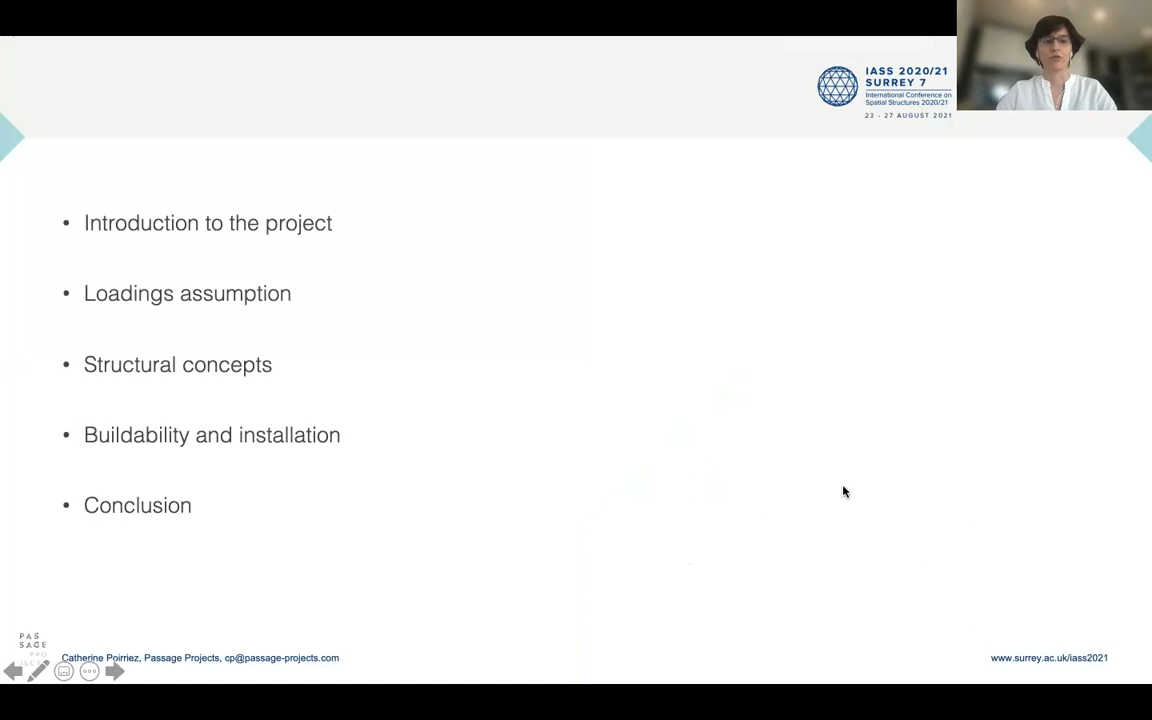 IASS 2020/21
SURREY 7
International Conference on
Spatial Structures 2020/21
23 - 27 AUGUST 2021
• Introduction to the project
• Loadings assumption
• Structural concepts
• Buildability and installation
• Conclusion
PAS
SAGE
PRO
JECTS
Catherine Poirriez, Passage Projects, cp@passage-projects.com
www.surrey.ac.uk/iass2021